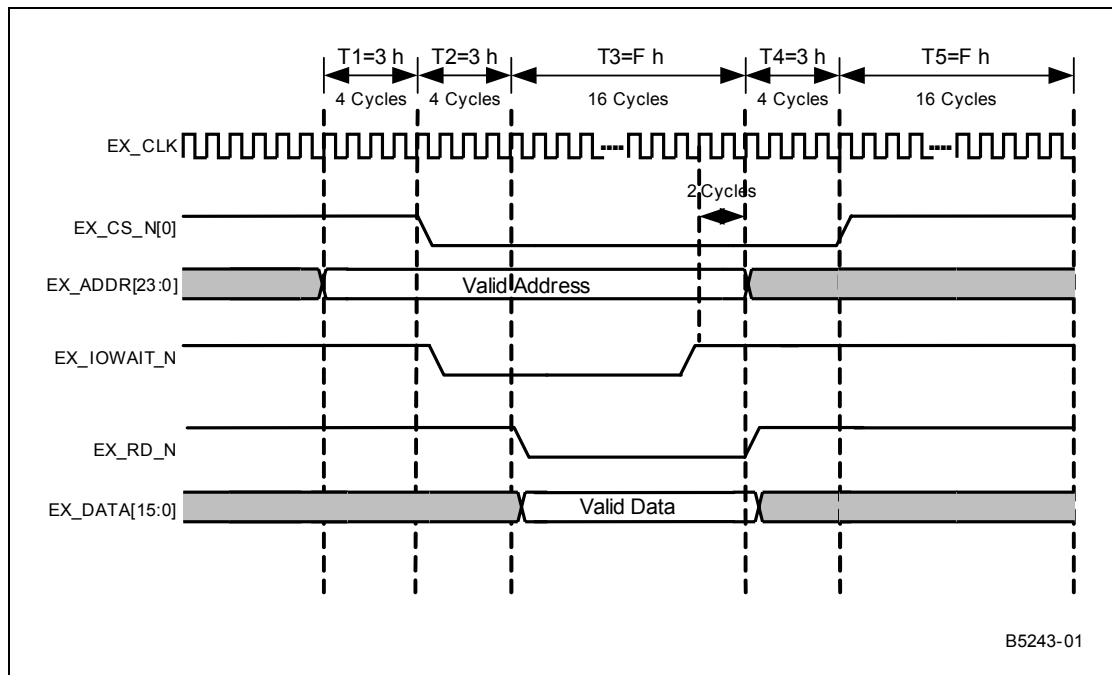 T1=3 h T2=3 h T3=F h T4=3 h T5=F h
4 Cycles 4 Cycles 16 Cycles 4 Cycles 16 Cycles
EX_CLK
2 Cycles
EX_CS_N[0]
EX_ADDR[23:0] Valid Address
EX_IOWAIT_N
EX_RD_N
EX_DATA[15:0] Valid Data
B5243-01